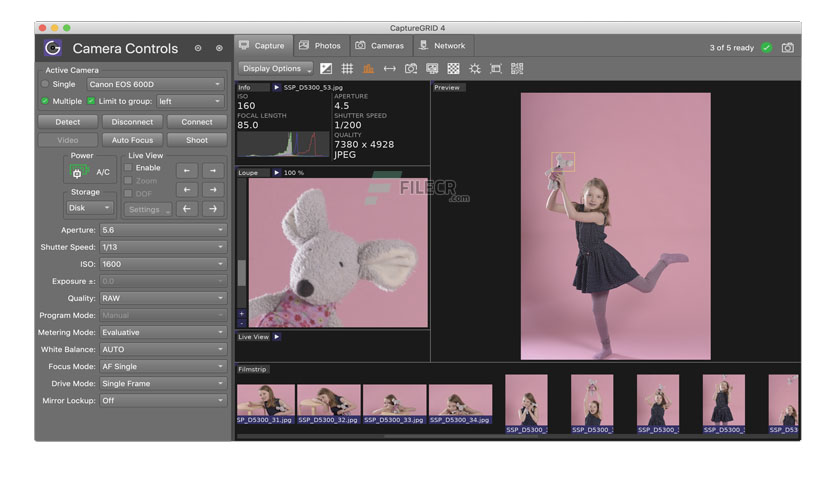 CaptureGRID 4
Camera Controls
Capture
Photos
Cameras
Network
3 of 5 ready
Display Options
Active Camera
Single
Canon EOS 600D
Multiple
Limit to group:
left
Detect
Disconnect
Connect
Video
Auto Focus
Shoot
Power
A/C
Storage
Disk
Live View
Enable
Zoom
DOF
Settings
Aperture: 5.6
Shutter Speed: 1/13
ISO: 1600
Exposure ±: 0.0
Quality: RAW
Program Mode: Manual
Metering Mode: Evaluative
White Balance: AUTO
Focus Mode: AF Single
Drive Mode: Single Frame
Mirror Lockup: Off
Info
SSP_D5300_53.jpg
ISO
160
FOCAL LENGTH
85.0
APERTURE
4.5
SHUTTER SPEED
1/200
QUALITY
7380 x 4928
JPEG
Loupe
100 %
Live View
Preview
FILECR
.com
Filmstrip
SSP_D5300_31.jpg
SSP_D5300_32.jpg
SSP_D5300_33.jpg
SSP_D5300_34.jpg